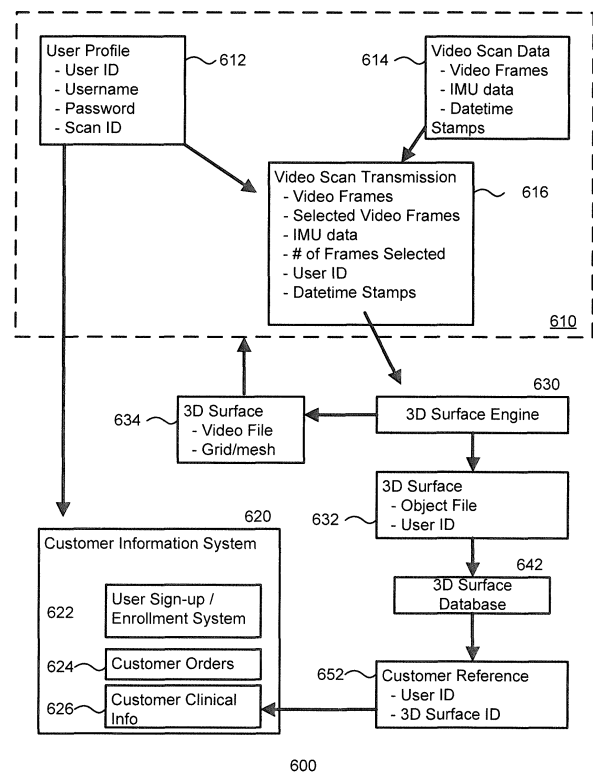 User Profile
- User ID
- Username
- Password
- Scan ID
612
614
Video Scan Data
- Video Frames
- IMU data
- Datetime
Stamps
Video Scan Transmission
- Video Frames
- Selected Video Frames
- IMU data
- # of Frames Selected
- User ID
- Datetime Stamps
616
610
634
3D Surface
- Video File
- Grid/mesh
630
3D Surface Engine
632
3D Surface
- Object File
- User ID
620
Customer Information System
622
User Sign-up /
Enrollment System
624
Customer Orders
626
Customer Clinical
Info
642
3D Surface
Database
652
Customer Reference
- User ID
- 3D Surface ID
600